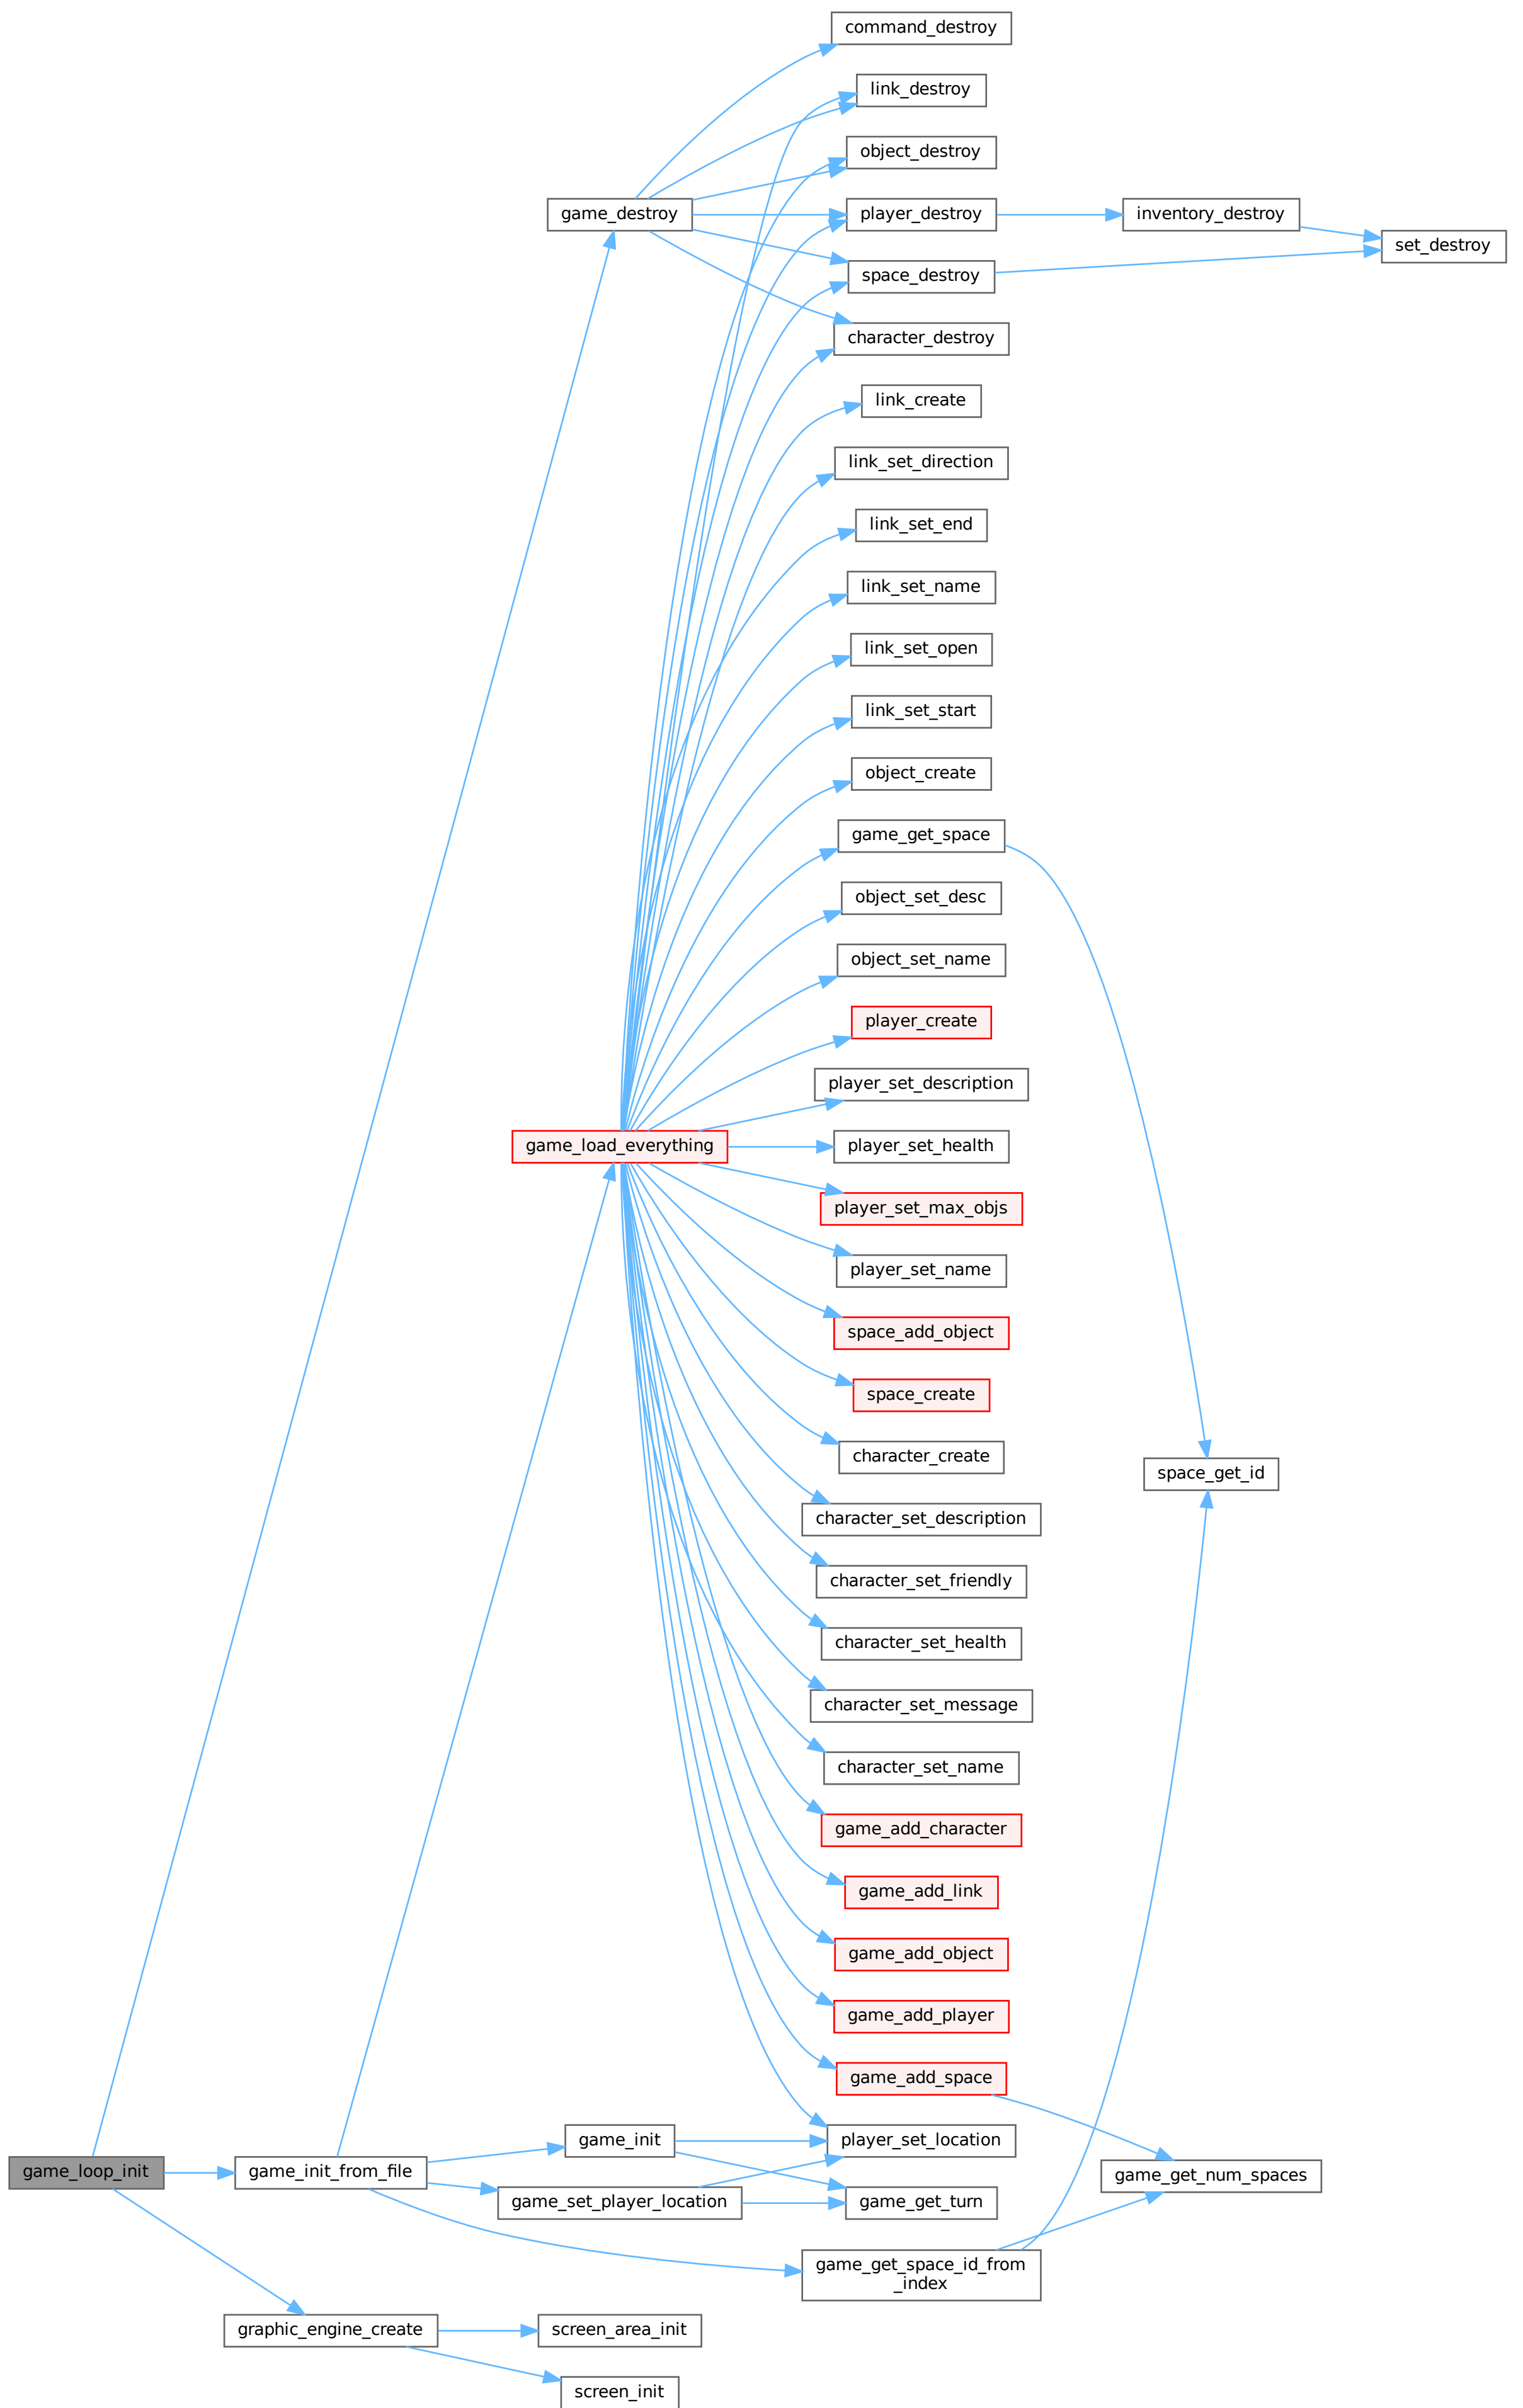 command_destroy
link_destroy
object_destroy
game_destroy
player_destroy
inventory_destroy
set_destroy
space_destroy
character_destroy
link_create
link_set_direction
link_set_end
link_set_name
link_set_open
link_set_start
object_create
game_get_space
object_set_desc
object_set_name
player_create
player_set_description
game_load_everything
player_set_health
player_set_max_objs
player_set_name
space_add_object
space_create
character_create
space_get_id
character_set_description
character_set_friendly
character_set_health
character_set_message
character_set_name
game_add_character
game_add_link
game_add_object
game_add_player
game_add_space
game_init
player_set_location
game_loop_init
game_init_from_file
game_get_num_spaces
game_set_player_location
game_get_turn
game_get_space_id_from
_index
graphic_engine_create
screen_area_init
screen_init